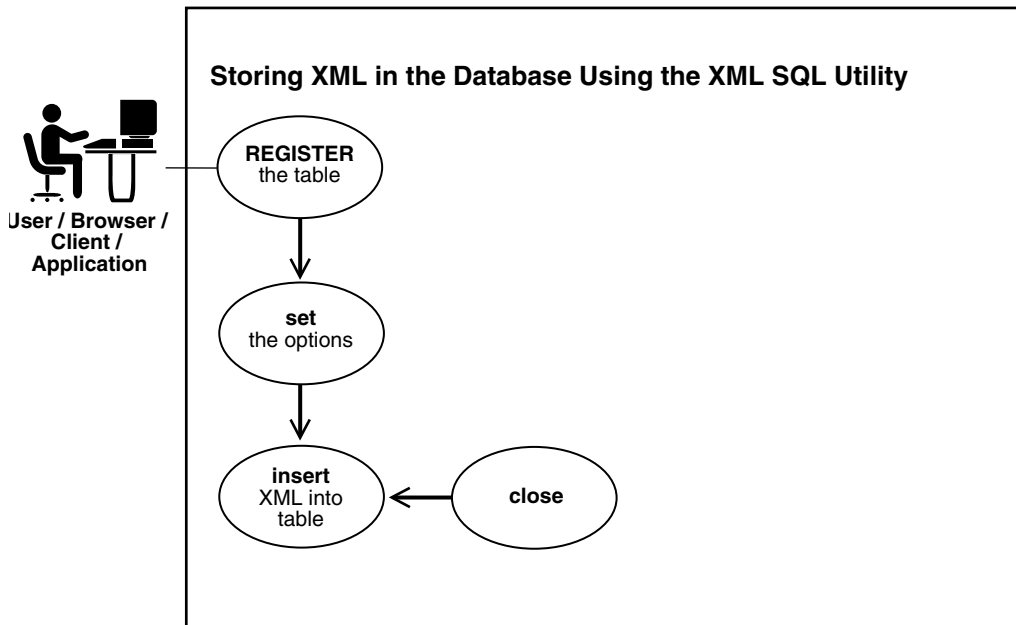 Storing XML in the Database Using the XML SQL Utility
REGISTER
the table
User / Browser /
Client /
Application
set
the options
insert
XML into
table
close